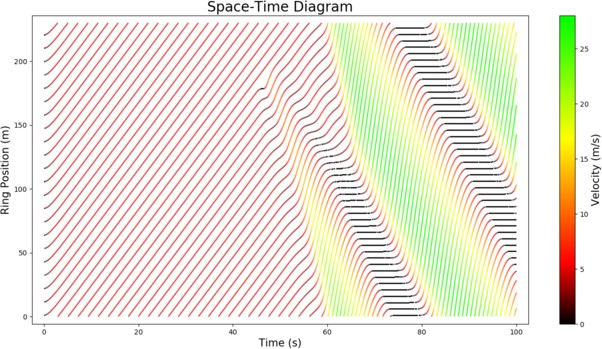 Space-Time Diagram
Ring Position (m)
200
150
100
50
0
0 20 40 60 80 100
Time (s)
25
20
15
10
5
0
Velocity (m/s)